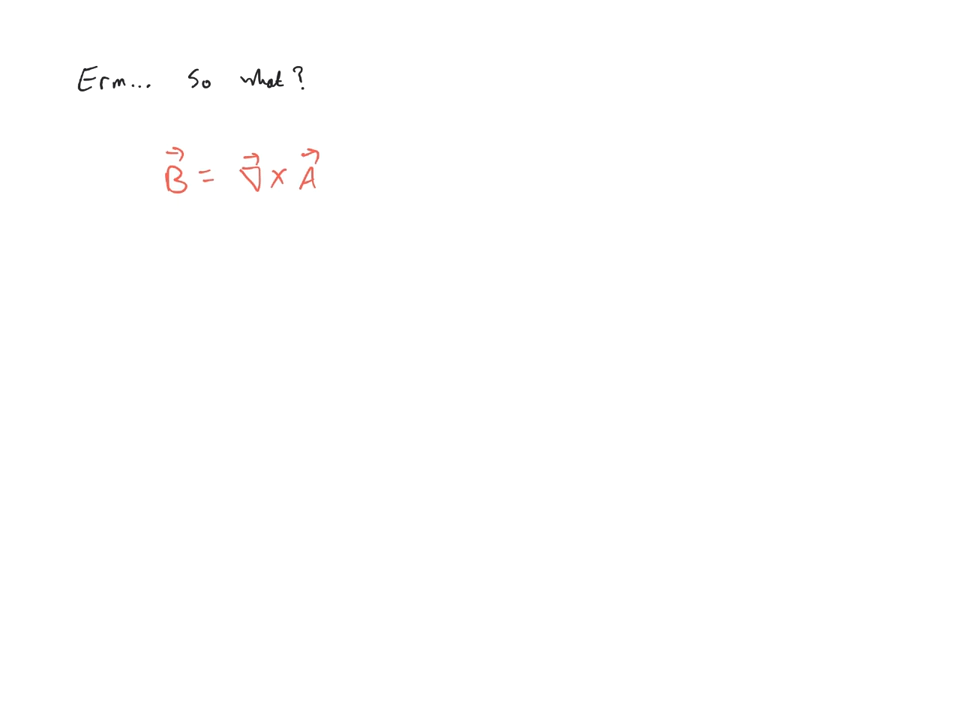 Erm... So what?
B⃗ = ∇⃗ × A⃗